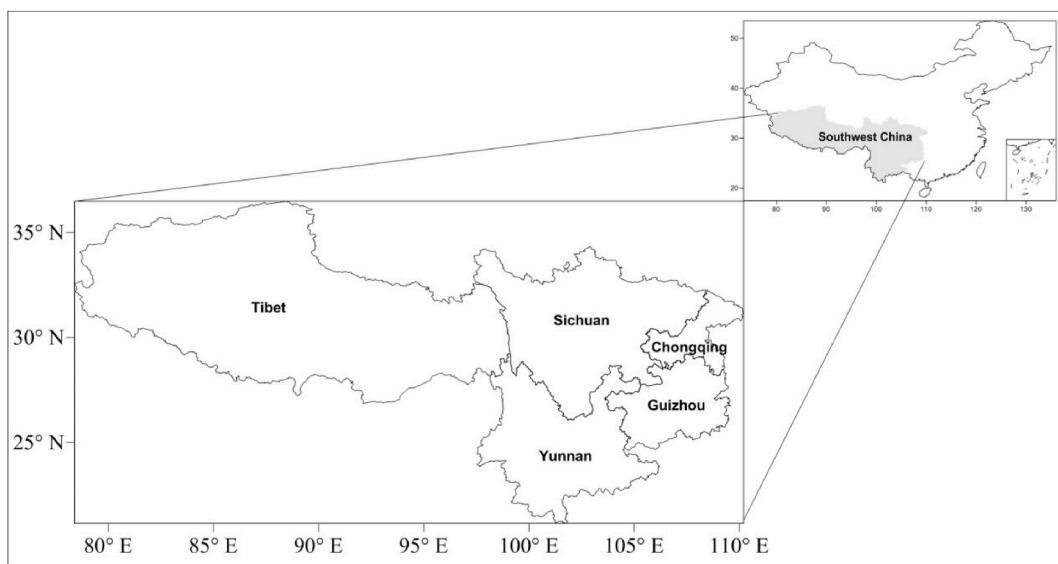 50
40
30
20
Southwest China
80
90
100
110
120
130
35° N
30° N
25° N
Tibet
Sichuan
Chongqing
Guizhou
Yunnan
80° E
85° E
90° E
95° E
100° E
105° E
110° E